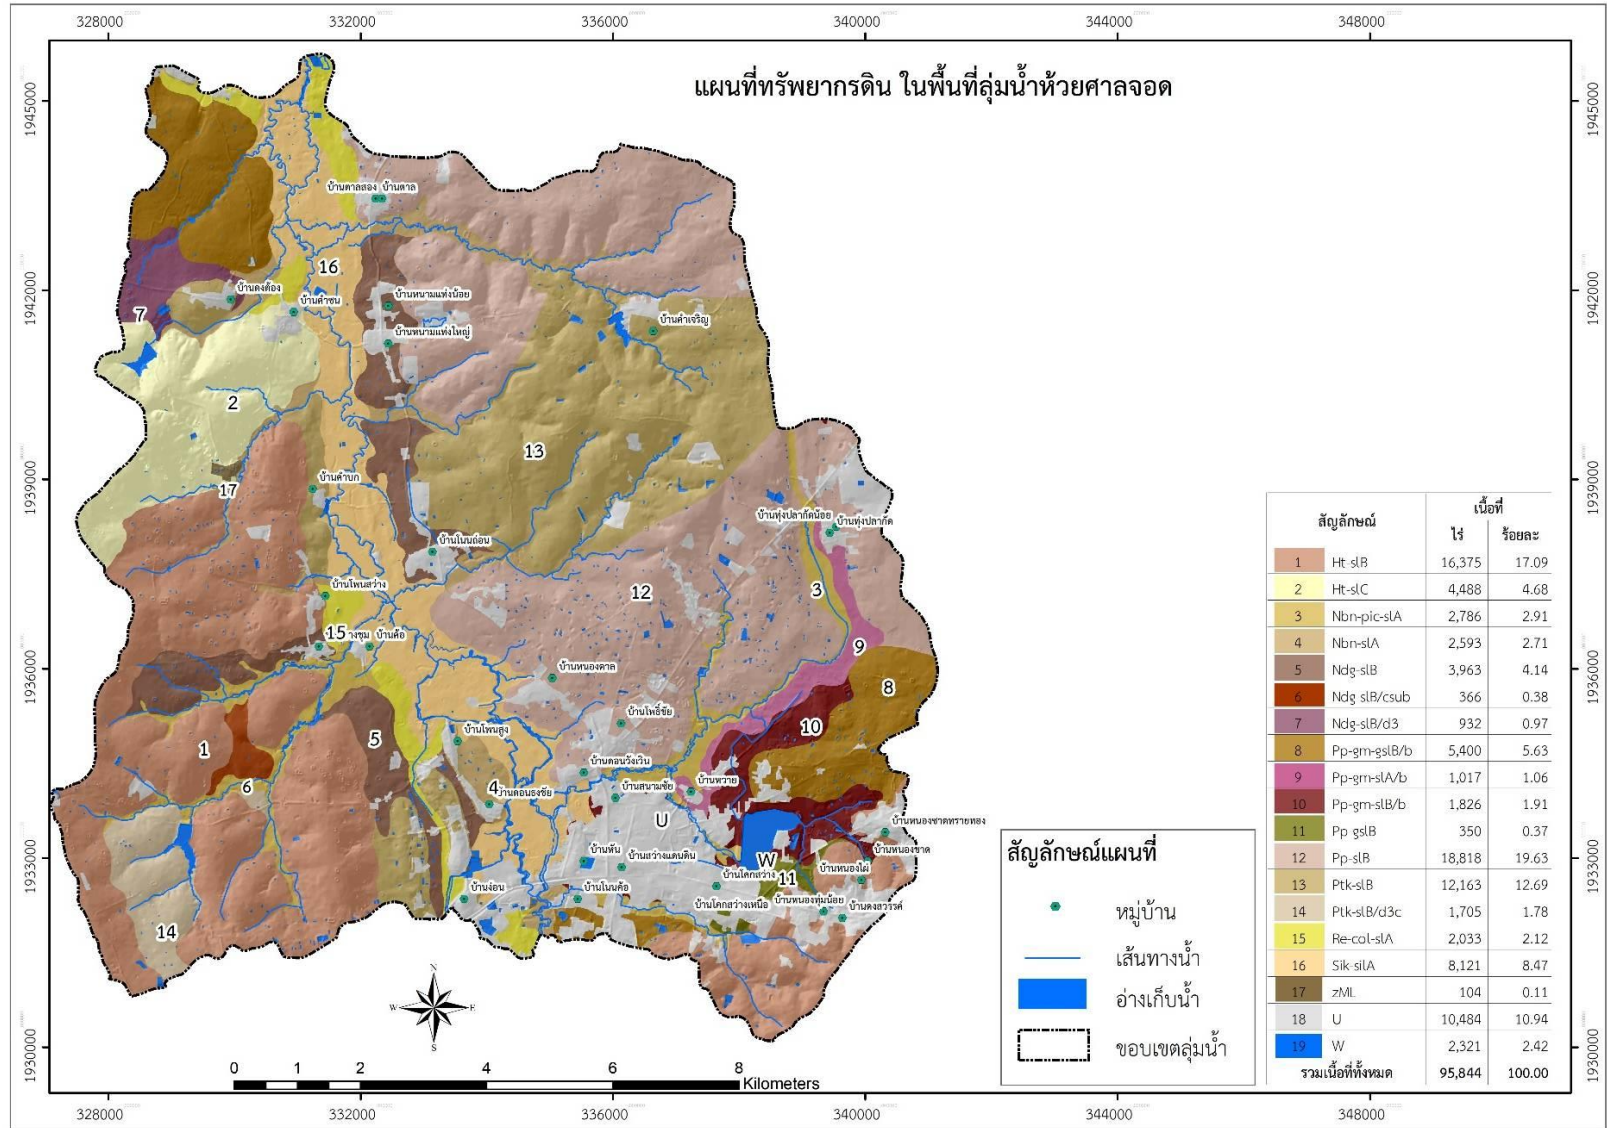 328000 332000 336000 340000 344000 348000
แผนที่ทรัพยากรดิน ในพื้นที่ลุ่มน้ำห้วยศาลจอด
1945000 1945000
บ้านตาลสอง บ้านตาล
16
1942000 1942000
บ้านดงต้อง
บ้านคำซน
บ้านหนามแท่งน้อย
7
บ้านคำเจริญ
บ้านหนามแท่งใหญ่
2
13
1939000 1939000
17
บ้านคำบก
บ้านทุ่งปลากัดน้อย
บ้านทุ่งปลากัด
บ้านโนนถ่อน
บ้านโพนสว่าง
12
3
15
บ้านค้อ
9
1936000 1936000
บ้านหนองตาล
8
บ้านโพธิ์ชัย
10
1
5
บ้านโพนสูง
บ้านดอนวังเวิน
6
4
บ้านดอนธงชัย
บ้านสนามชัย
บ้านหวาย
U
บ้านหนองซาดทรายทอง
1933000 1933000
บ้านหัน
บ้านสว่างแดนดิน
W
บ้านหนองซาด
บ้านหนองไผ่
บ้านโคกสว่าง
11
บ้านง่อน
บ้านโนนค้อ
บ้านโคกสว่างเหนือ
บ้านหนองทุ่มน้อย
บ้านดงสวรรค์
14
1930000 1930000
N
W E
S
0 1 2 4 6 8
Kilometers
สัญลักษณ์แผนที่
หมู่บ้าน
เส้นทางน้ำ
อ่างเก็บน้ำ
ขอบเขตลุ่มน้ำ
สัญลักษณ์ เนื้อที่
ไร่ ร้อยละ
1 Ht-slB 16,375 17.09
2 Ht-slC 4,488 4.68
3 Nbn-pic-slA 2,786 2.91
4 Nbn-slA 2,593 2.71
5 Ndg-slB 3,963 4.14
6 Ndg-slB/csub 366 0.38
7 Ndg-slB/d3 932 0.97
8 Pp-gm-gslB/b 5,400 5.63
9 Pp-gm-slA/b 1,017 1.06
10 Pp-gm-slB/b 1,826 1.91
11 Pp-gslB 350 0.37
12 Pp-slB 18,818 19.63
13 Ptk-slB 12,163 12.69
14 Ptk-slB/d3c 1,705 1.78
15 Re-col-slA 2,033 2.12
16 Sik-silA 8,121 8.47
17 zML 104 0.11
18 U 10,484 10.94
19 W 2,321 2.42
รวมเนื้อที่ทั้งหมด 95,844 100.00
328000 332000 336000 340000 344000 348000